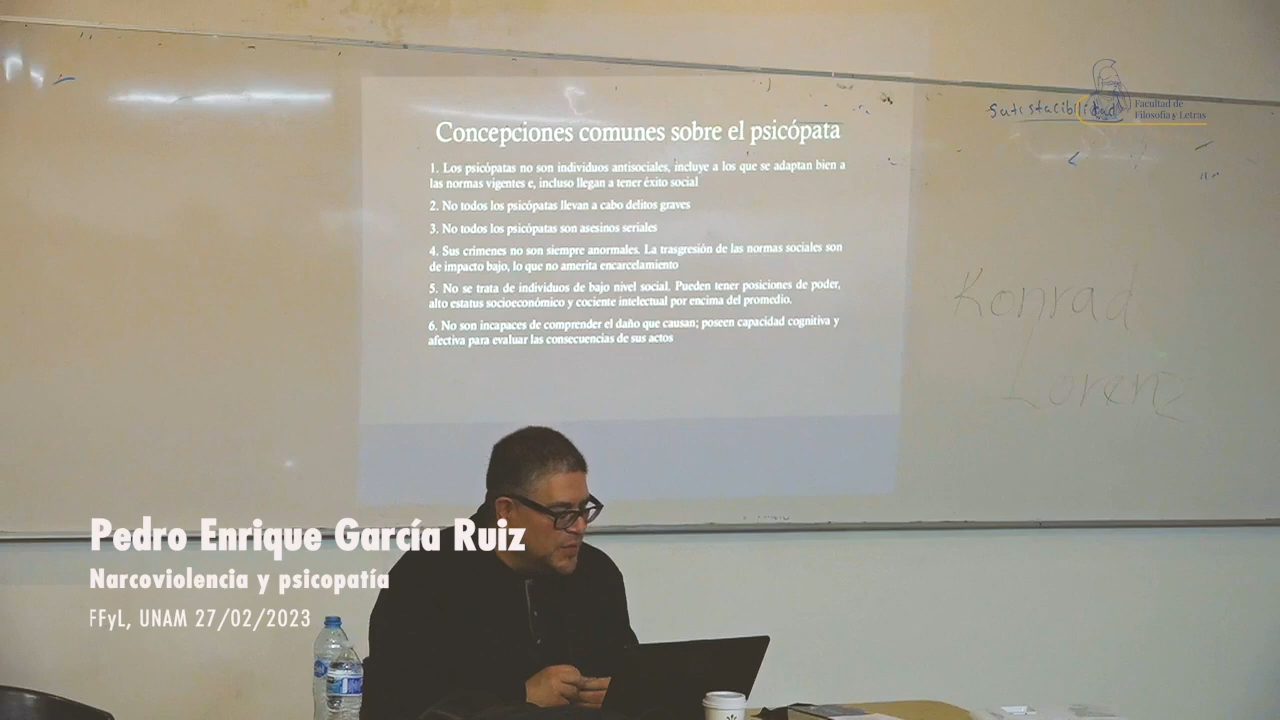 Satistacibilidad
Facultad de
Filosofía y Letras
Concepciones comunes sobre el psicópata
1. Los psicópatas no son individuos antisociales, incluye a los que se adaptan bien a
las normas vigentes e, incluso llegan a tener éxito social
2. No todos los psicópatas llevan a cabo delitos graves
3. No todos los psicópatas son asesinos seriales
4. Sus crímenes no son siempre anormales. La trasgresión de las normas sociales son
de impacto bajo, lo que no amerita encarcelamiento
5. No se trata de individuos de bajo nivel social. Pueden tener posiciones de poder,
alto estatus socioeconómico y cociente intelectual por encima del promedio.
6. No son incapaces de comprender el daño que causan; poseen capacidad cognitiva y
afectiva para evaluar las consecuencias de sus actos
Konrad
Lorenz
Pedro Enrique García Ruiz
Narcoviolencia y psicopatía
FFyL, UNAM 27/02/2023